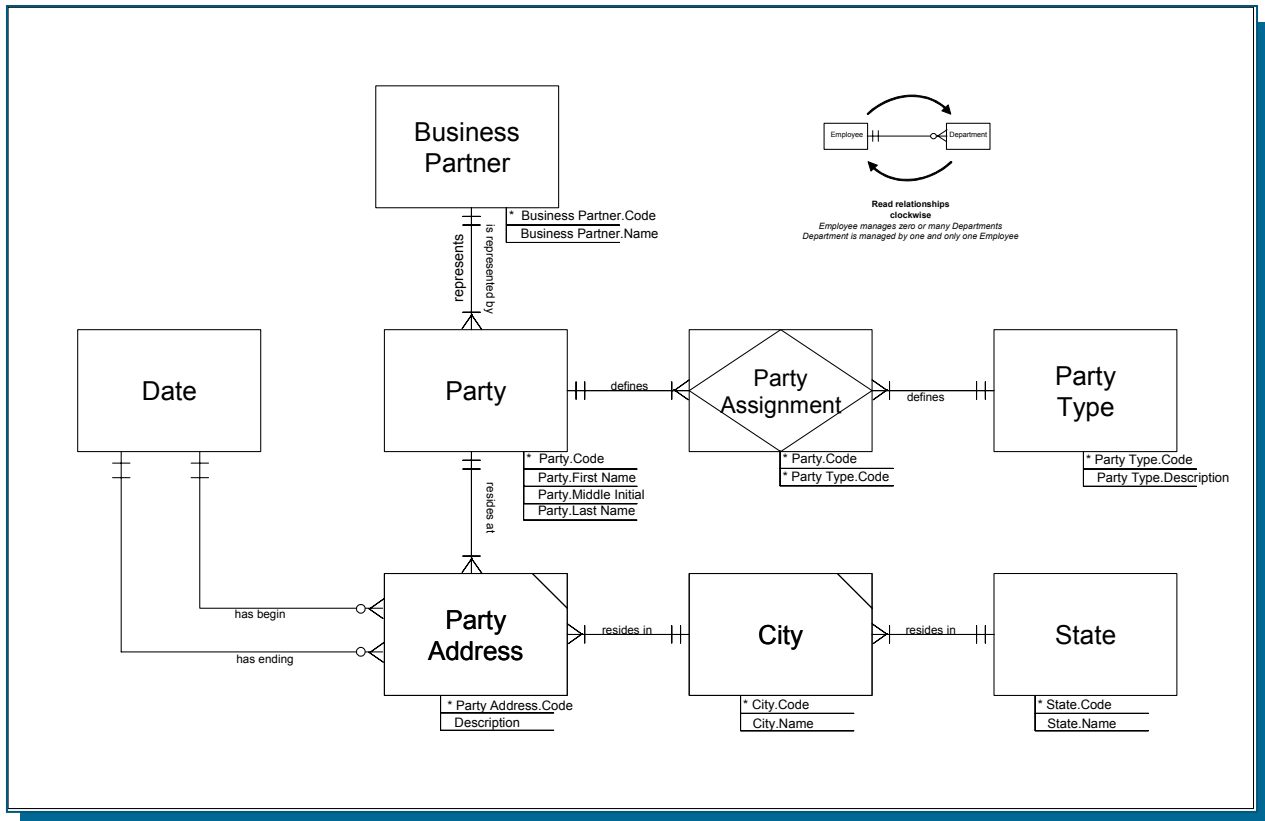 Business
Partner
* Business Partner.Code
Business Partner.Name
represents
is represented by
Employee
Department
Read relationships
clockwise
Employee manages zero or many Departments
Department is managed by one and only one Employee
Date
Party
defines
Party
Assignment
defines
Party
Type
* Party.Code
Party.First Name
Party.Middle Initial
Party.Last Name
* Party.Code
* Party Type.Code
* Party Type.Code
Party Type.Description
resides at
has begin
has ending
Party
Address
resides in
City
resides in
State
* Party Address.Code
Description
* City.Code
City.Name
* State.Code
State.Name